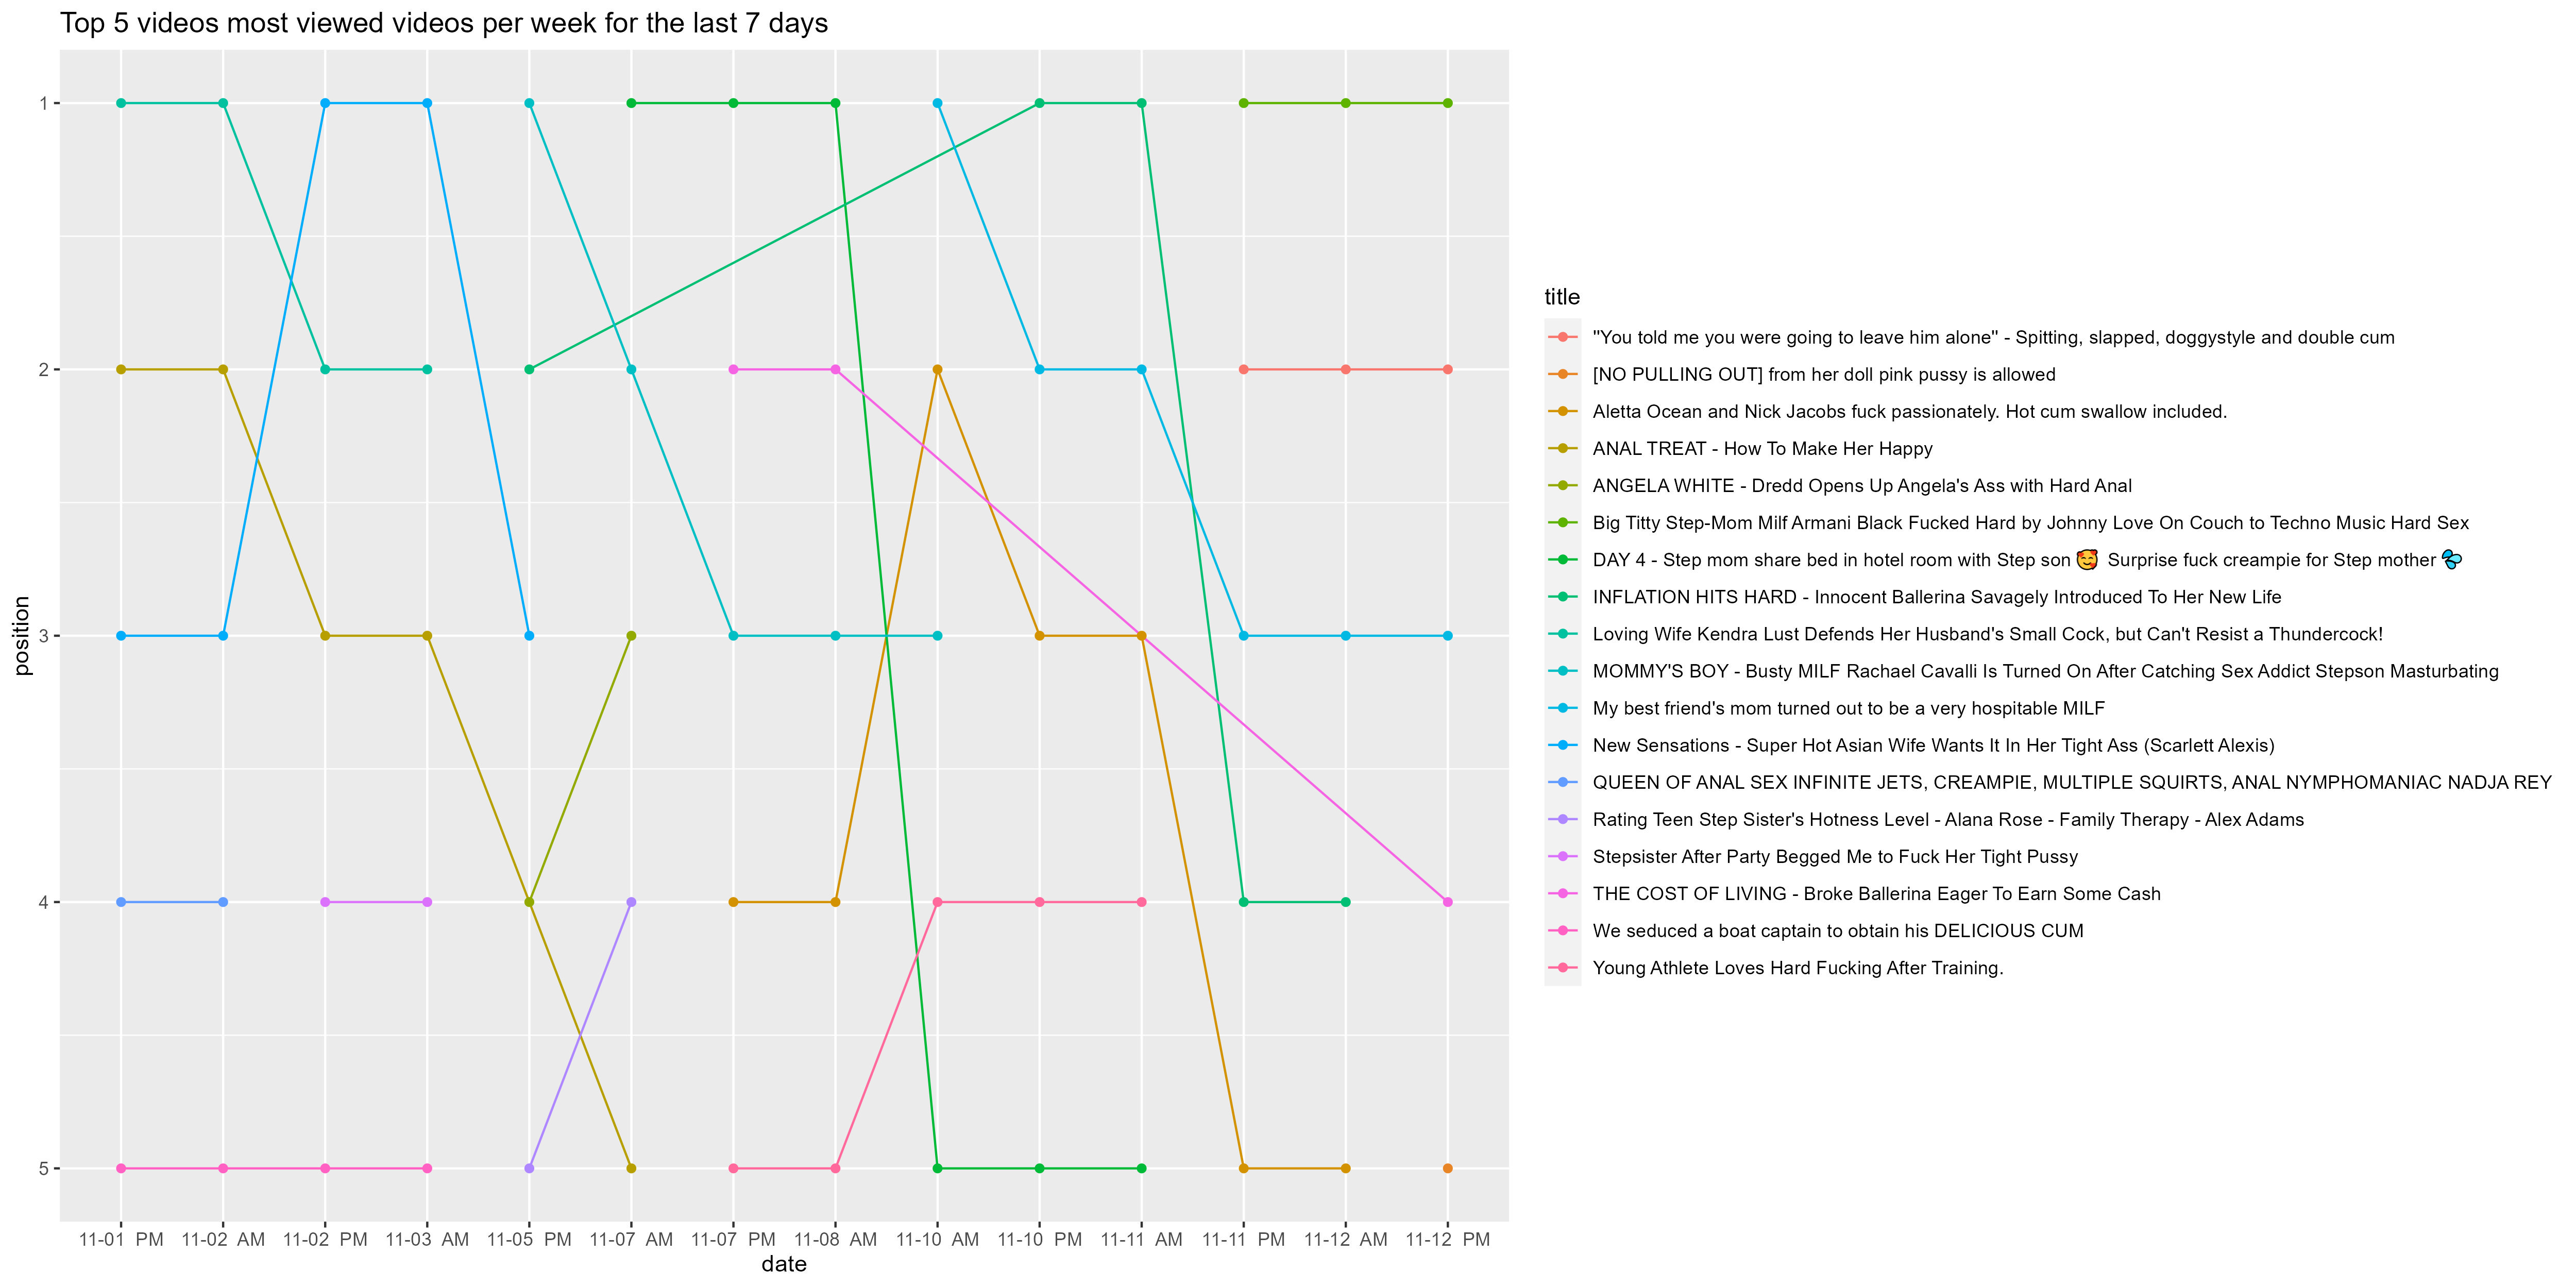 Top 5 videos most viewed videos per week for the last 7 days
1
2
3
4
5
position
11-01 PM 11-02 AM 11-02 PM 11-03 AM 11-05 PM 11-07 AM 11-07 PM 11-08 AM 11-10 AM 11-10 PM 11-11 AM 11-11 PM 11-12 AM 11-12 PM
date
title
"You told me you were going to leave him alone" - Spitting, slapped, doggystyle and double cum
[NO PULLING OUT] from her doll pink pussy is allowed
Aletta Ocean and Nick Jacobs fuck passionately. Hot cum swallow included.
ANAL TREAT - How To Make Her Happy
ANGELA WHITE - Dredd Opens Up Angela's Ass with Hard Anal
Big Titty Step-Mom Milf Armani Black Fucked Hard by Johnny Love On Couch to Techno Music Hard Sex
DAY 4 - Step mom share bed in hotel room with Step son 🥰 Surprise fuck creampie for Step mother 💦
INFLATION HITS HARD - Innocent Ballerina Savagely Introduced To Her New Life
Loving Wife Kendra Lust Defends Her Husband's Small Cock, but Can't Resist a Thundercock!
MOMMY'S BOY - Busty MILF Rachael Cavalli Is Turned On After Catching Sex Addict Stepson Masturbating
My best friend's mom turned out to be a very hospitable MILF
New Sensations - Super Hot Asian Wife Wants It In Her Tight Ass (Scarlett Alexis)
QUEEN OF ANAL SEX INFINITE JETS, CREAMPIE, MULTIPLE SQUIRTS, ANAL NYMPHOMANIAC NADJA REY
Rating Teen Step Sister's Hotness Level - Alana Rose - Family Therapy - Alex Adams
Stepsister After Party Begged Me to Fuck Her Tight Pussy
THE COST OF LIVING - Broke Ballerina Eager To Earn Some Cash
We seduced a boat captain to obtain his DELICIOUS CUM
Young Athlete Loves Hard Fucking After Training.